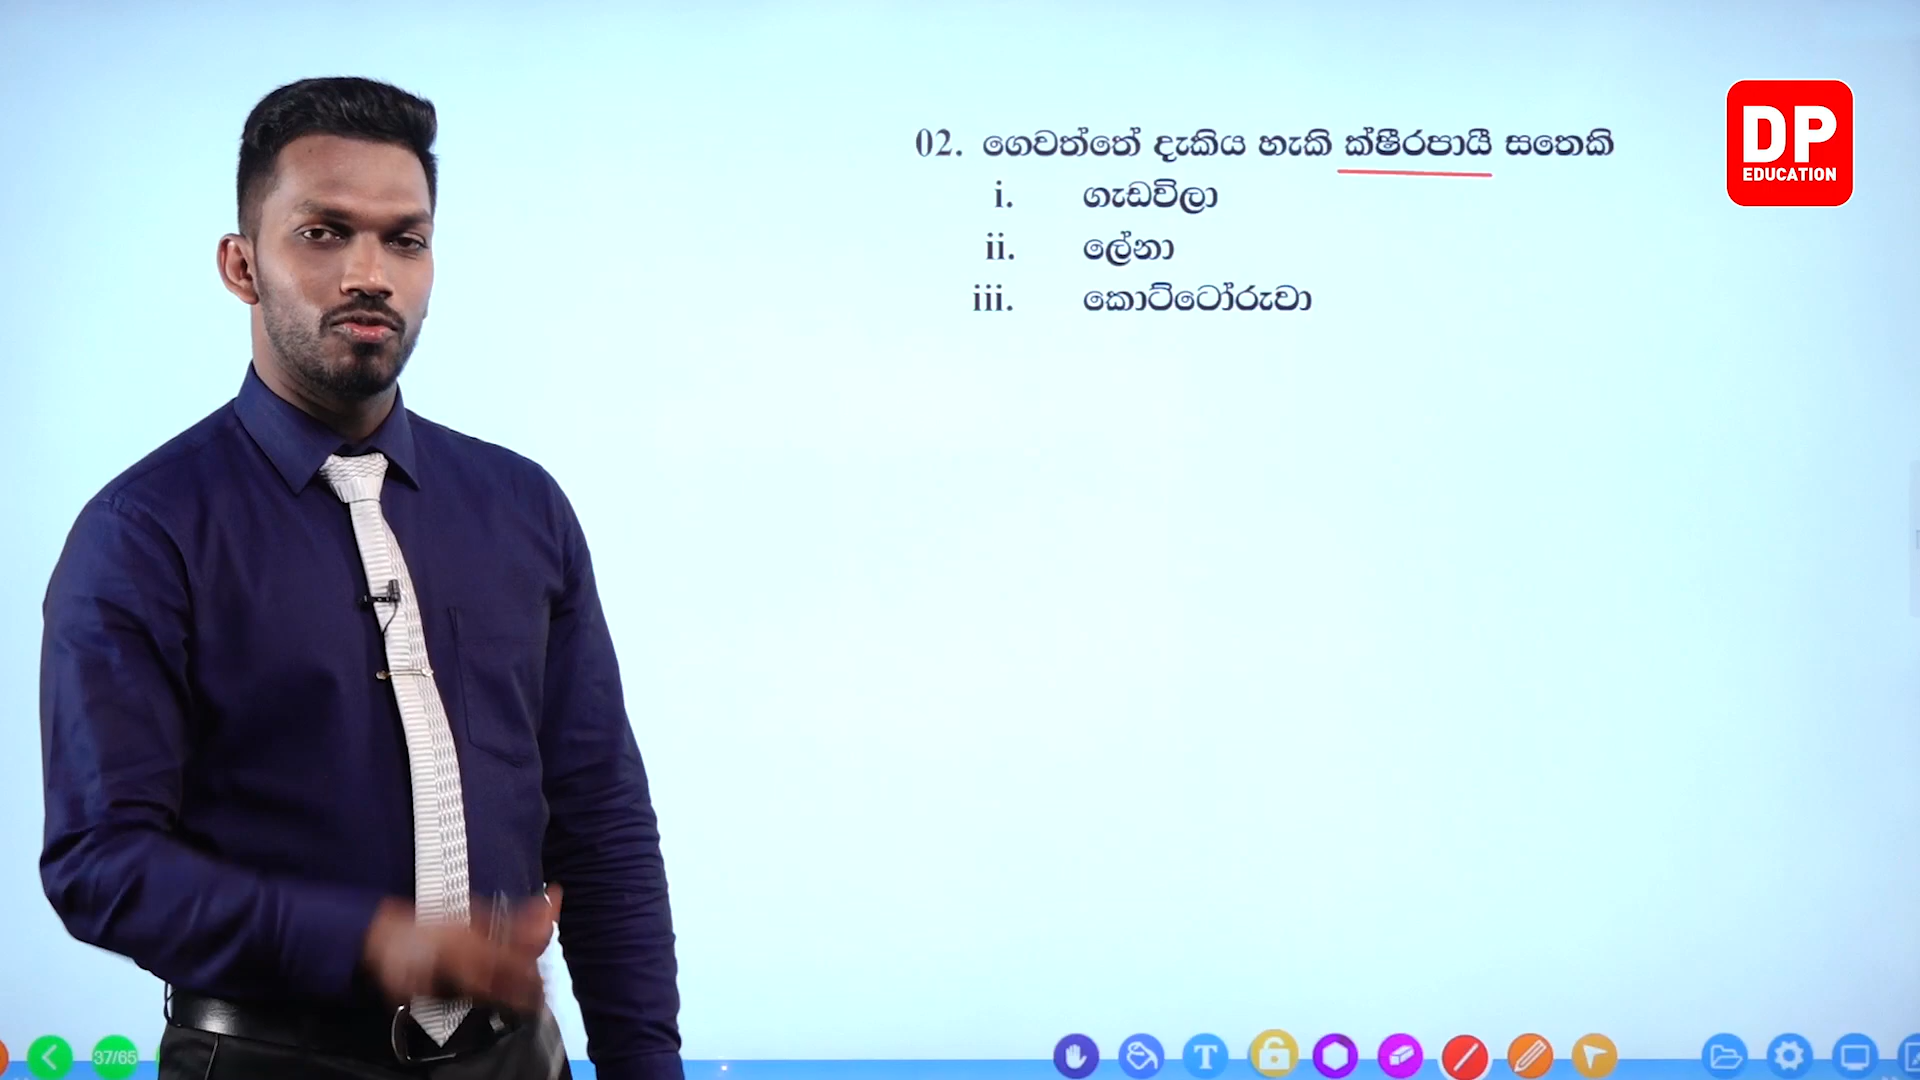 02. ගෙවත්තේ දැකිය හැකි ක්ෂීරපායී සතෙකි
i. ගැඩවිලා
ii. ලේනා
iii. කොට්ටෝරුවා
DP
EDUCATION
37/65
T